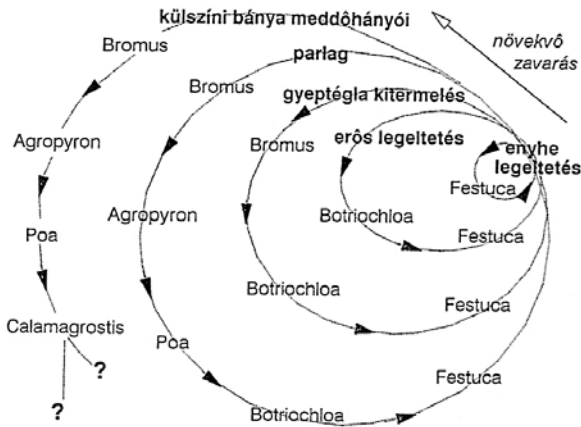 külszíni bánya meddôhányói
növekvô
zavarás
Bromus
parlag
Bromus
gyeptégla kitermelés
Bromus
erôs legeltetés
enyhe
legeltetés
Agropyron
Festuca
Agropyron
Botriochloa
Poa
Festuca
Botriochloa
Festuca
Calamagrostis
Poa
?
Festuca
?
Botriochloa